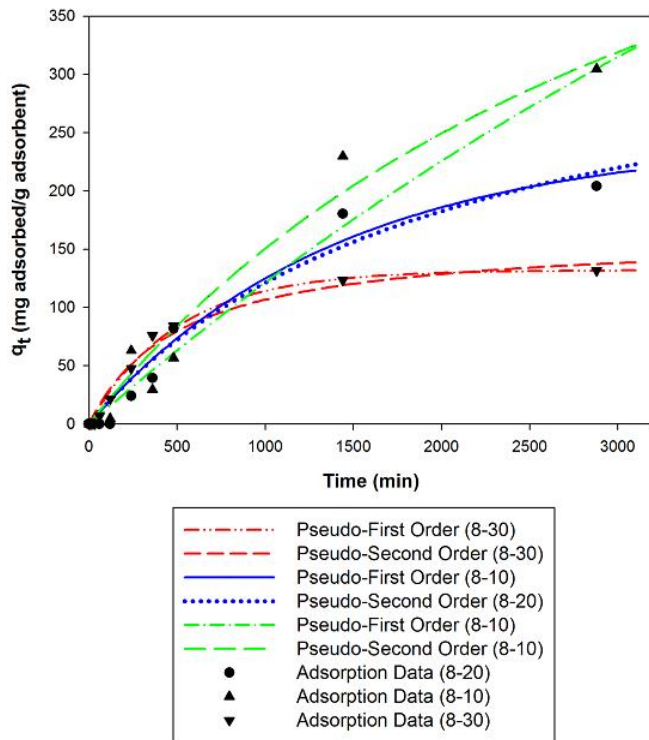 350
300
250
200
150
100
50
0
qt (mg adsorbed/g adsorbent)
0 500 1000 1500 2000 2500 3000
Time (min)
Pseudo-First Order (8-30)
Pseudo-Second Order (8-30)
Pseudo-First Order (8-10)
Pseudo-Second Order (8-20)
Pseudo-First Order (8-10)
Pseudo-Second Order (8-10)
Adsorption Data (8-20)
Adsorption Data (8-10)
Adsorption Data (8-30)